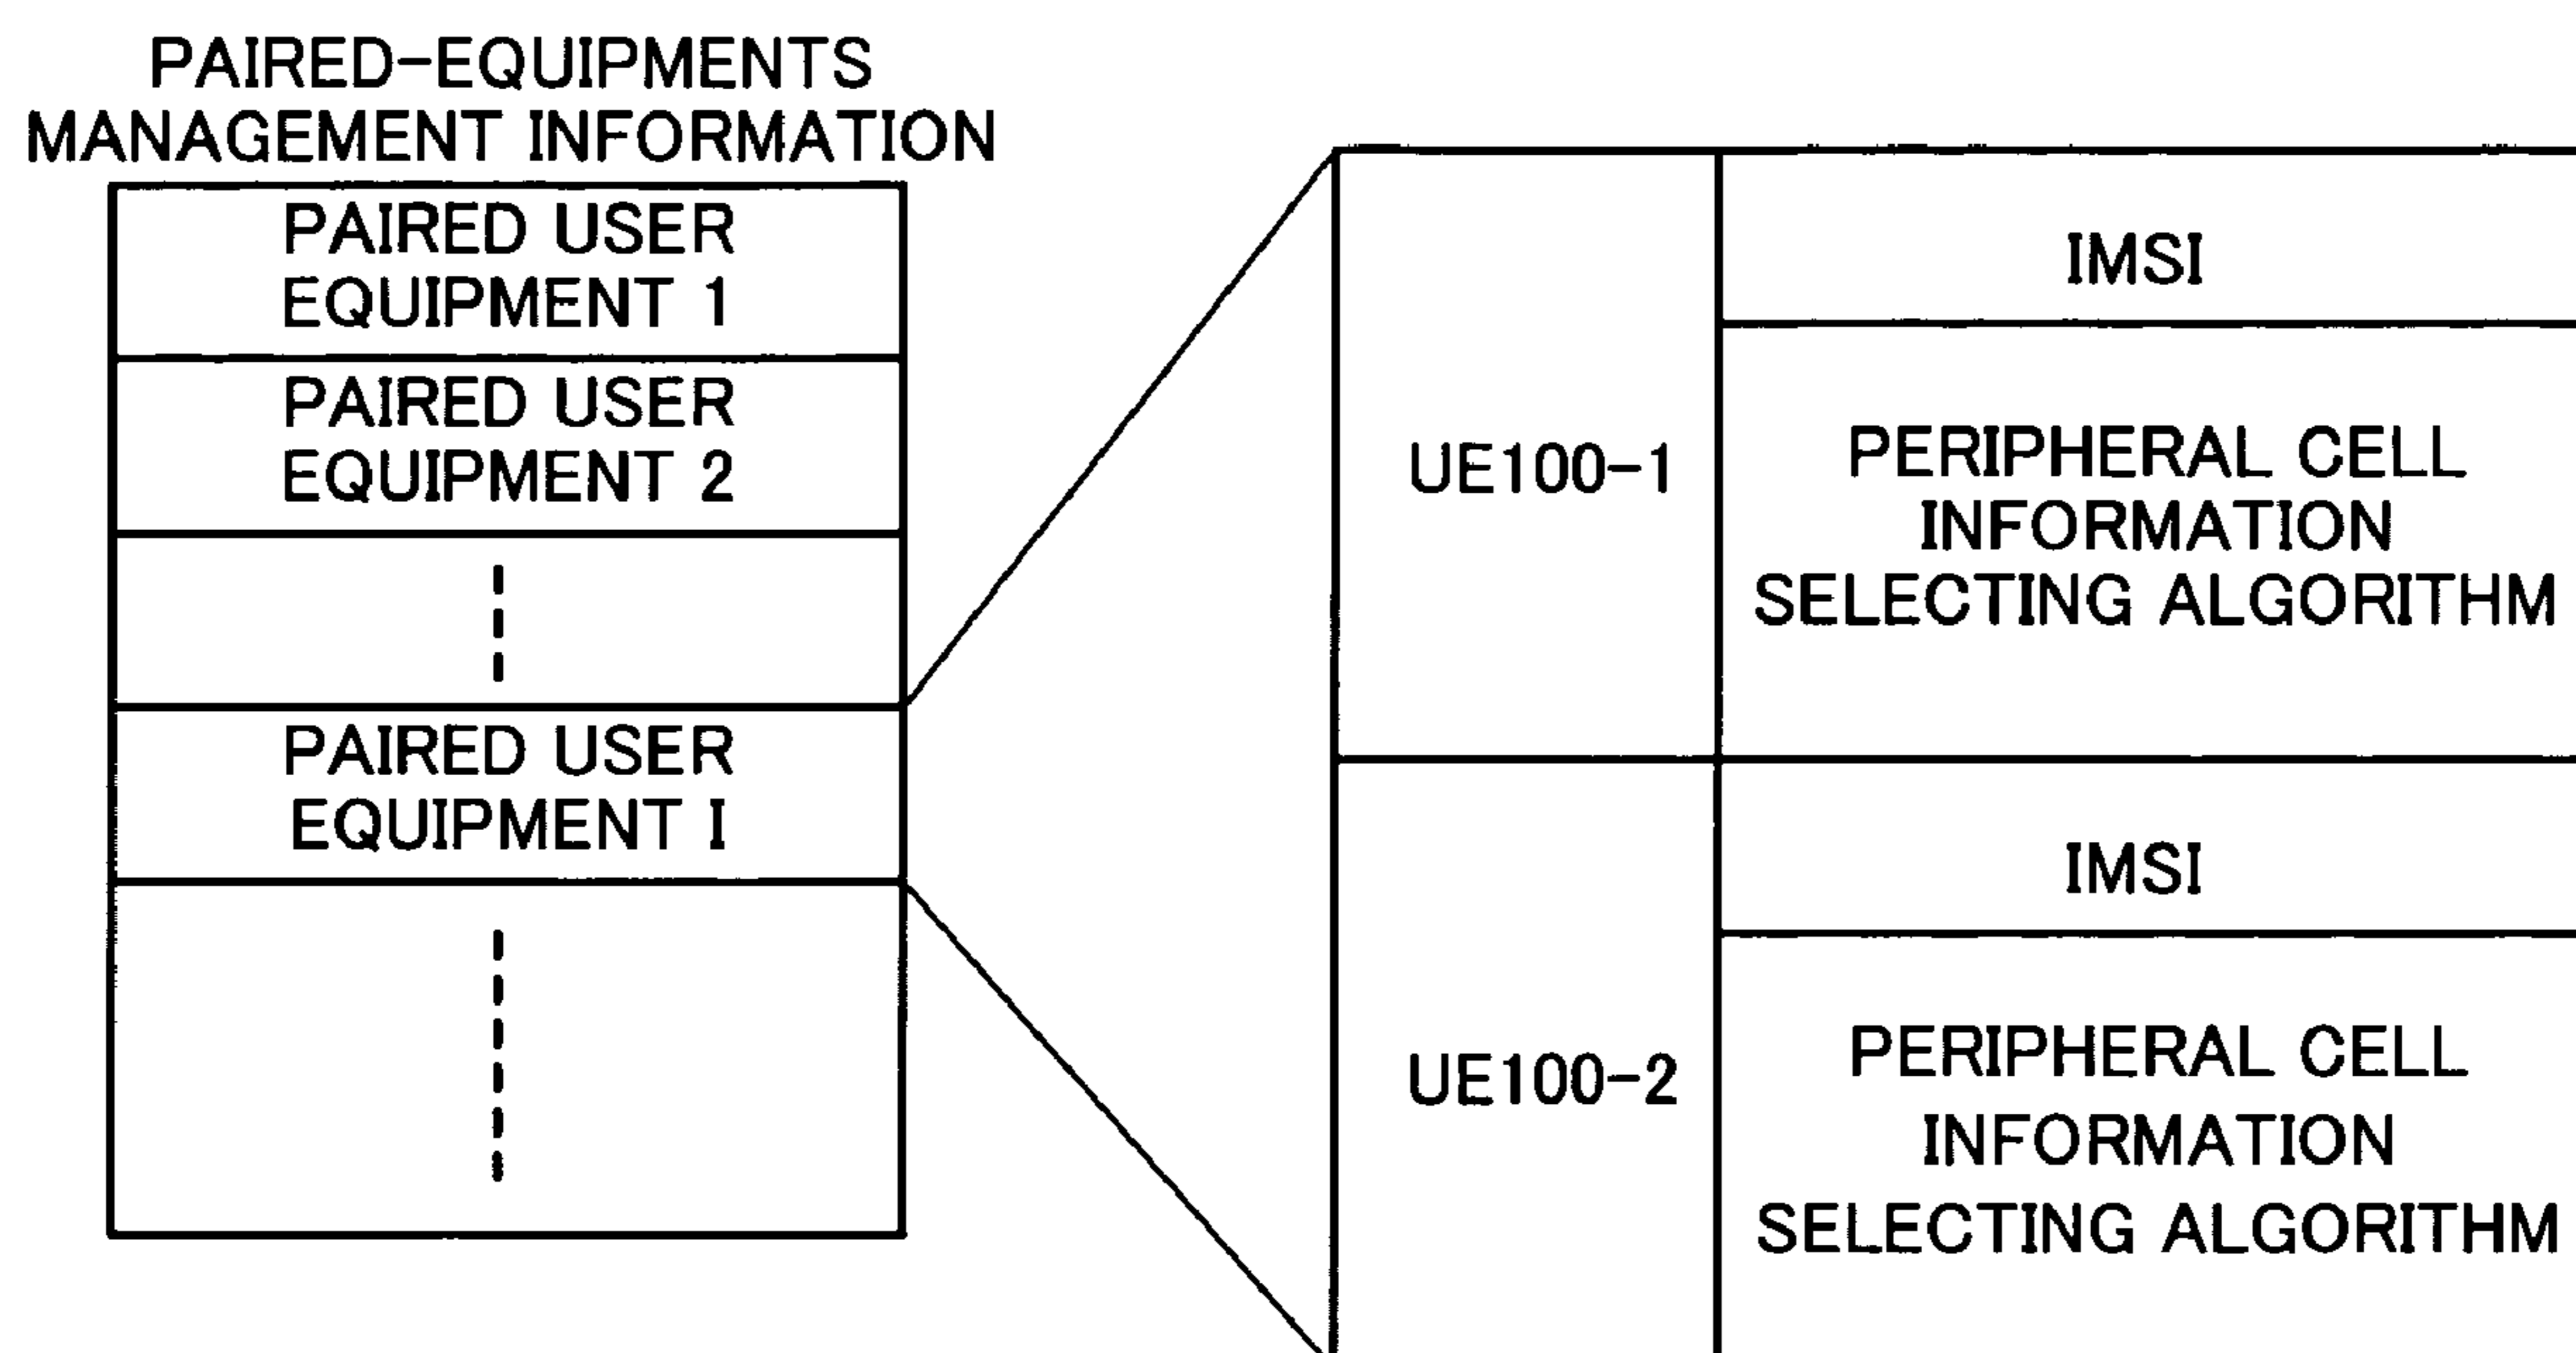 PAIRED-EQUIPMENTS
MANAGEMENT INFORMATION
PAIRED USER
EQUIPMENT 1
PAIRED USER
EQUIPMENT 2
PAIRED USER
EQUIPMENT I
UE100-1
IMSI
PERIPHERAL CELL
INFORMATION
SELECTING ALGORITHM
UE100-2
IMSI
PERIPHERAL CELL
INFORMATION
SELECTING ALGORITHM